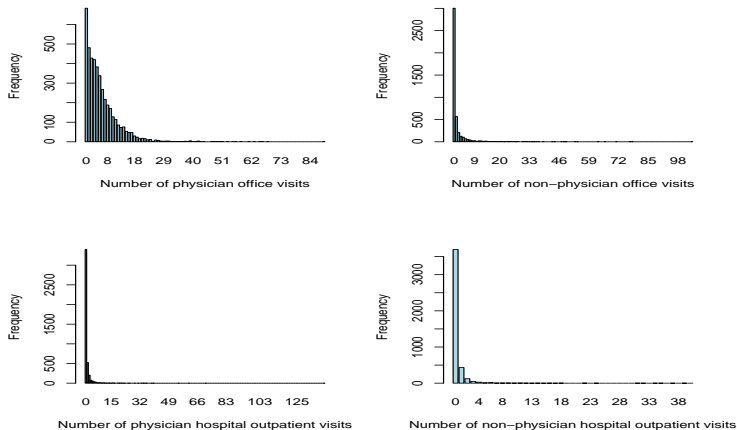 Frequency
0 100 300 500
0 8 18 29 40 51 62 73 84
Number of physician office visits
Frequency
0 500 1500 2500
0 9 20 33 46 59 72 85 98
Number of non−physician office visits
Frequency
0 500 1500 2500
0 15 32 49 66 83 103 125
Number of physician hospital outpatient visits
Frequency
0 1000 2000 3000
0 4 8 13 18 23 28 33 38
Number of non−physician hospital outpatient visits